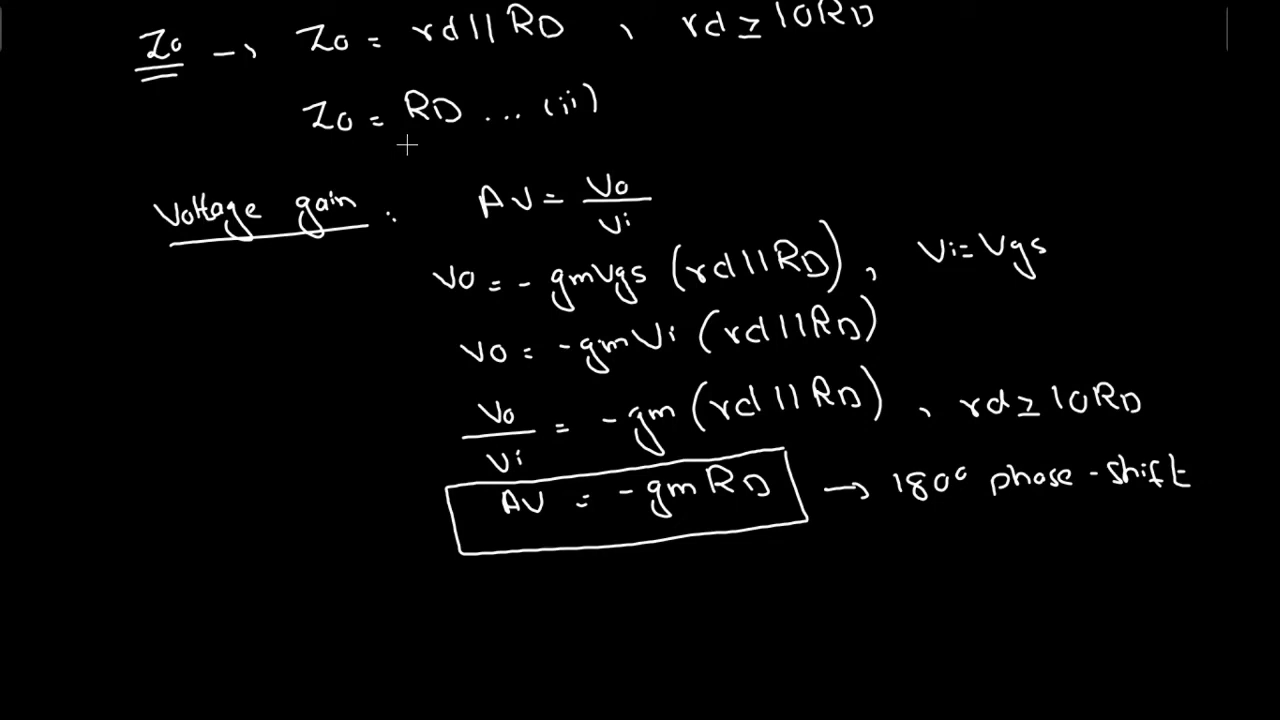 Zo → Zo = rd || RD , rd ≥ 10RD
Zo = RD ... (ii)
Voltage gain : AV = Vo / Vi
Vo = - gmVgs (rd || RD) , Vi = Vgs
Vo = - gmVi (rd || RD)
Vo / Vi = - gm (rd || RD) , rd ≥ 10RD
AV = - gmRD → 180° phase-shift